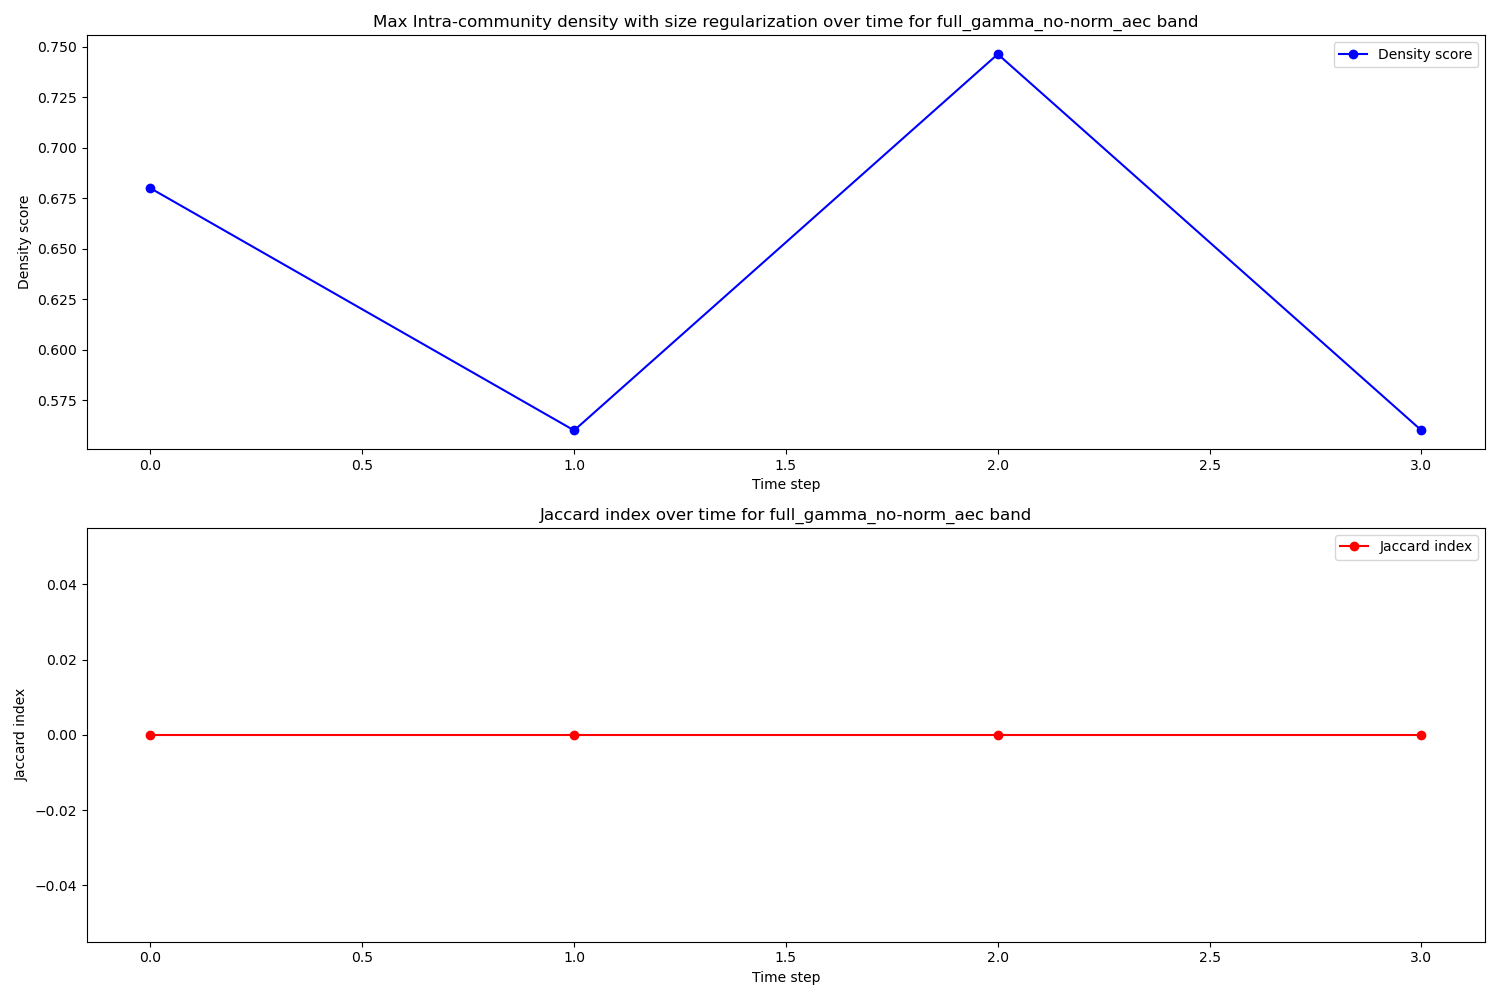 Max Intra-community density with size regularization over time for full_gamma_no-norm_aec band
Density score
0.750
0.725
0.700
0.675
0.650
0.625
0.600
0.575
Density score
0.0 0.5 1.0 1.5 2.0 2.5 3.0
Time step
Jaccard index over time for full_gamma_no-norm_aec band
Jaccard index
0.04
0.02
0.00
−0.02
−0.04
Jaccard index
0.0 0.5 1.0 1.5 2.0 2.5 3.0
Time step